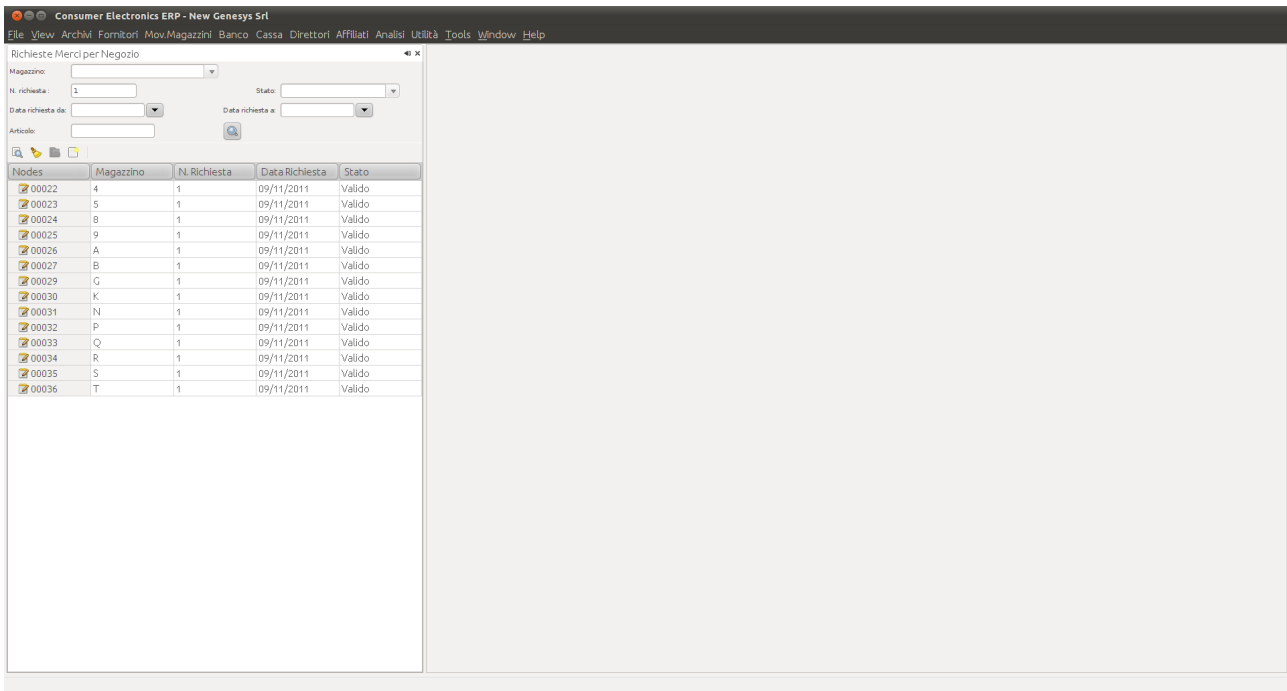 Consumer Electronics ERP - New Genesys Srl
File View Archivi Fornitori Mov.Magazzini Banco Cassa Direttori Affiliati Analisi Utilità Tools Window Help
Richieste Merci per Negozio
Magazzino:
N. richiesta : 1 Stato:
Data richiesta da: Data richiesta a:
Articolo:
Nodes Magazzino N. Richiesta Data Richiesta Stato
00022 4 1 09/11/2011 Valido
00023 5 1 09/11/2011 Valido
00024 8 1 09/11/2011 Valido
00025 9 1 09/11/2011 Valido
00026 A 1 09/11/2011 Valido
00027 B 1 09/11/2011 Valido
00029 G 1 09/11/2011 Valido
00030 K 1 09/11/2011 Valido
00031 N 1 09/11/2011 Valido
00032 P 1 09/11/2011 Valido
00033 Q 1 09/11/2011 Valido
00034 R 1 09/11/2011 Valido
00035 S 1 09/11/2011 Valido
00036 T 1 09/11/2011 Valido